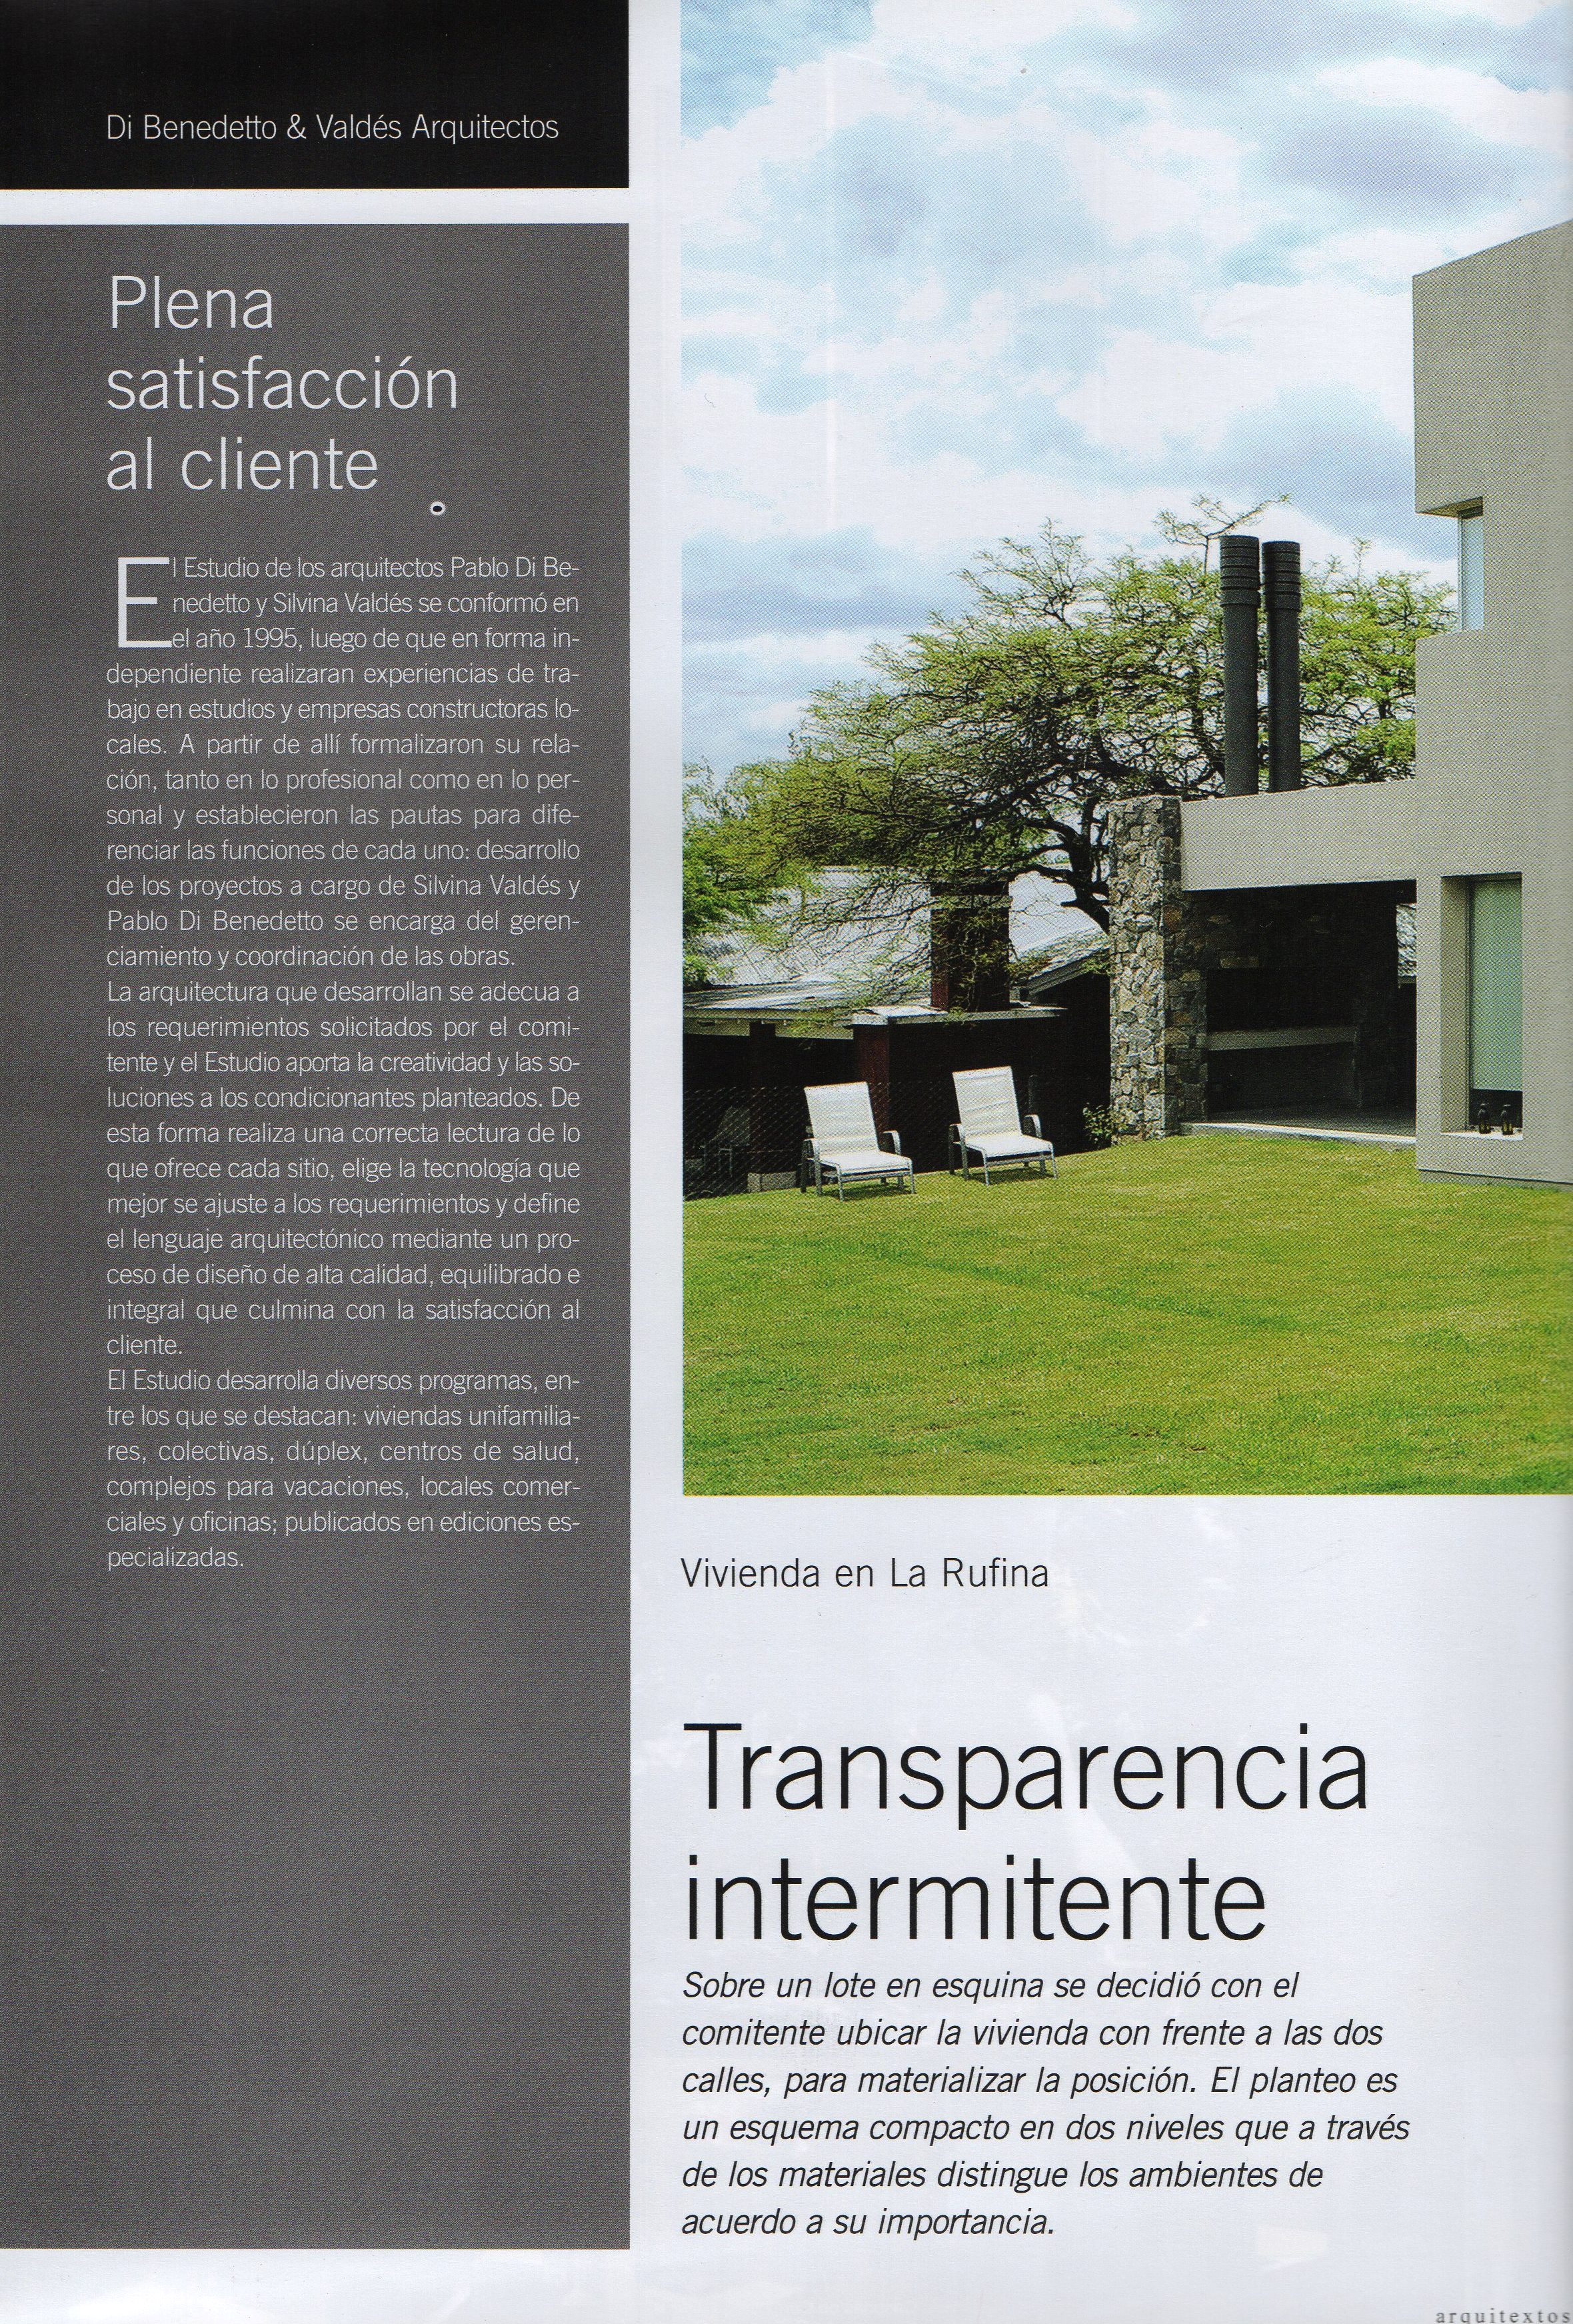 Di Benedetto & Valdés Arquitectos
Plena
satisfacción
al cliente
El Estudio de los arquitectos Pablo Di Be-
nedetto y Silvina Valdés se conformó en
el año 1995, luego de que en forma in-
dependiente realizaran experiencias de tra-
bajo en estudios y empresas constructoras lo-
cales. A partir de allí formalizaron su rela-
ción, tanto en lo profesional como en lo per-
sonal y establecieron las pautas para dife-
renciar las funciones de cada uno: desarrollo
de los proyectos a cargo de Silvina Valdés y
Pablo Di Benedetto se encarga del geren-
ciamiento y coordinación de las obras.
La arquitectura que desarrollan se adecua a
los requerimientos solicitados por el comi-
tente y el Estudio aporta la creatividad y las so-
luciones a los condicionantes planteados. De
esta forma realiza una correcta lectura de lo
que ofrece cada sitio, elige la tecnología que
mejor se ajuste a los requerimientos y define
el lenguaje arquitectónico mediante un pro-
ceso de diseño de alta calidad, equilibrado e
integral que culmina con la satisfacción al
cliente.
El Estudio desarrolla diversos programas, en-
tre los que se destacan: viviendas unifamilia-
res, colectivas, dúplex, centros de salud,
complejos para vacaciones, locales comer-
ciales y oficinas; publicados en ediciones es-
pecializadas.
Vivienda en La Rufina
Transparencia
intermitente
Sobre un lote en esquina se decidió con el
comitente ubicar la vivienda con frente a las dos
calles, para materializar la posición. El planteo es
un esquema compacto en dos niveles que a través
de los materiales distingue los ambientes de
acuerdo a su importancia.
arquitextos